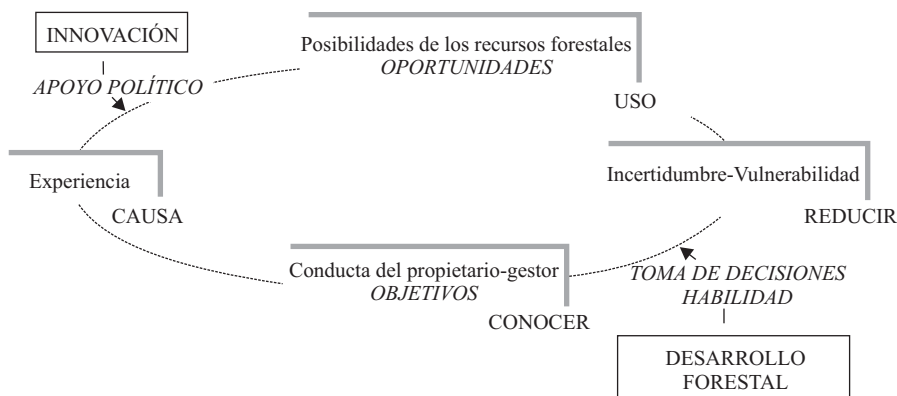 INNOVACIÓN
Posibilidades de los recursos forestales
OPORTUNIDADES
APOYO POLÍTICO
USO
Experiencia
Incertidumbre-Vulnerabilidad
CAUSA
REDUCIR
Conducta del propietario-gestor
OBJETIVOS
TOMA DE DECISIONES
HABILIDAD
CONOCER
DESARROLLO
FORESTAL